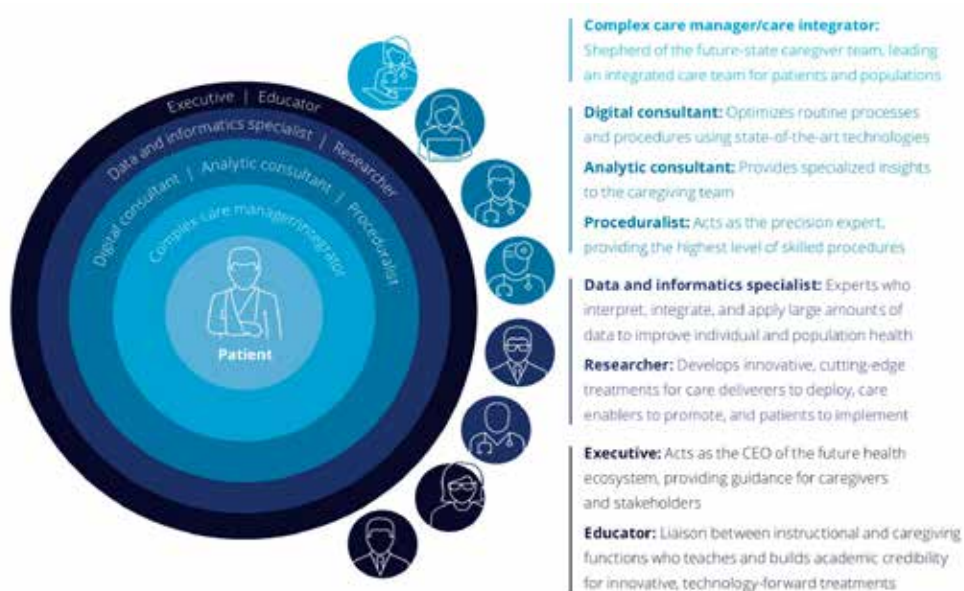 Executive | Educator
Data and informatics specialist | Researcher
Digital consultant | Analytic consultant | Proceduralist
Complex care manager/integrator
Patient
Complex care manager/care integrator:
Shepherd of the future-state caregiver team, leading
an integrated care team for patients and populations
Digital consultant: Optimizes routine processes
and procedures using state-of-the-art technologies
Analytic consultant: Provides specialized insights
to the caregiving team
Proceduralist: Acts as the precision expert,
providing the highest level of skilled procedures
Data and informatics specialist: Experts who
interpret, integrate, and apply large amounts of
data to improve individual and population health
Researcher: Develops innovative, cutting-edge
treatments for care deliverers to deploy, care
enablers to promote, and patients to implement
Executive: Acts as the CEO of the future health
ecosystem, providing guidance for caregivers
and stakeholders
Educator: Liaison between instructional and caregiving
functions who teaches and builds academic credibility
for innovative, technology-forward treatments